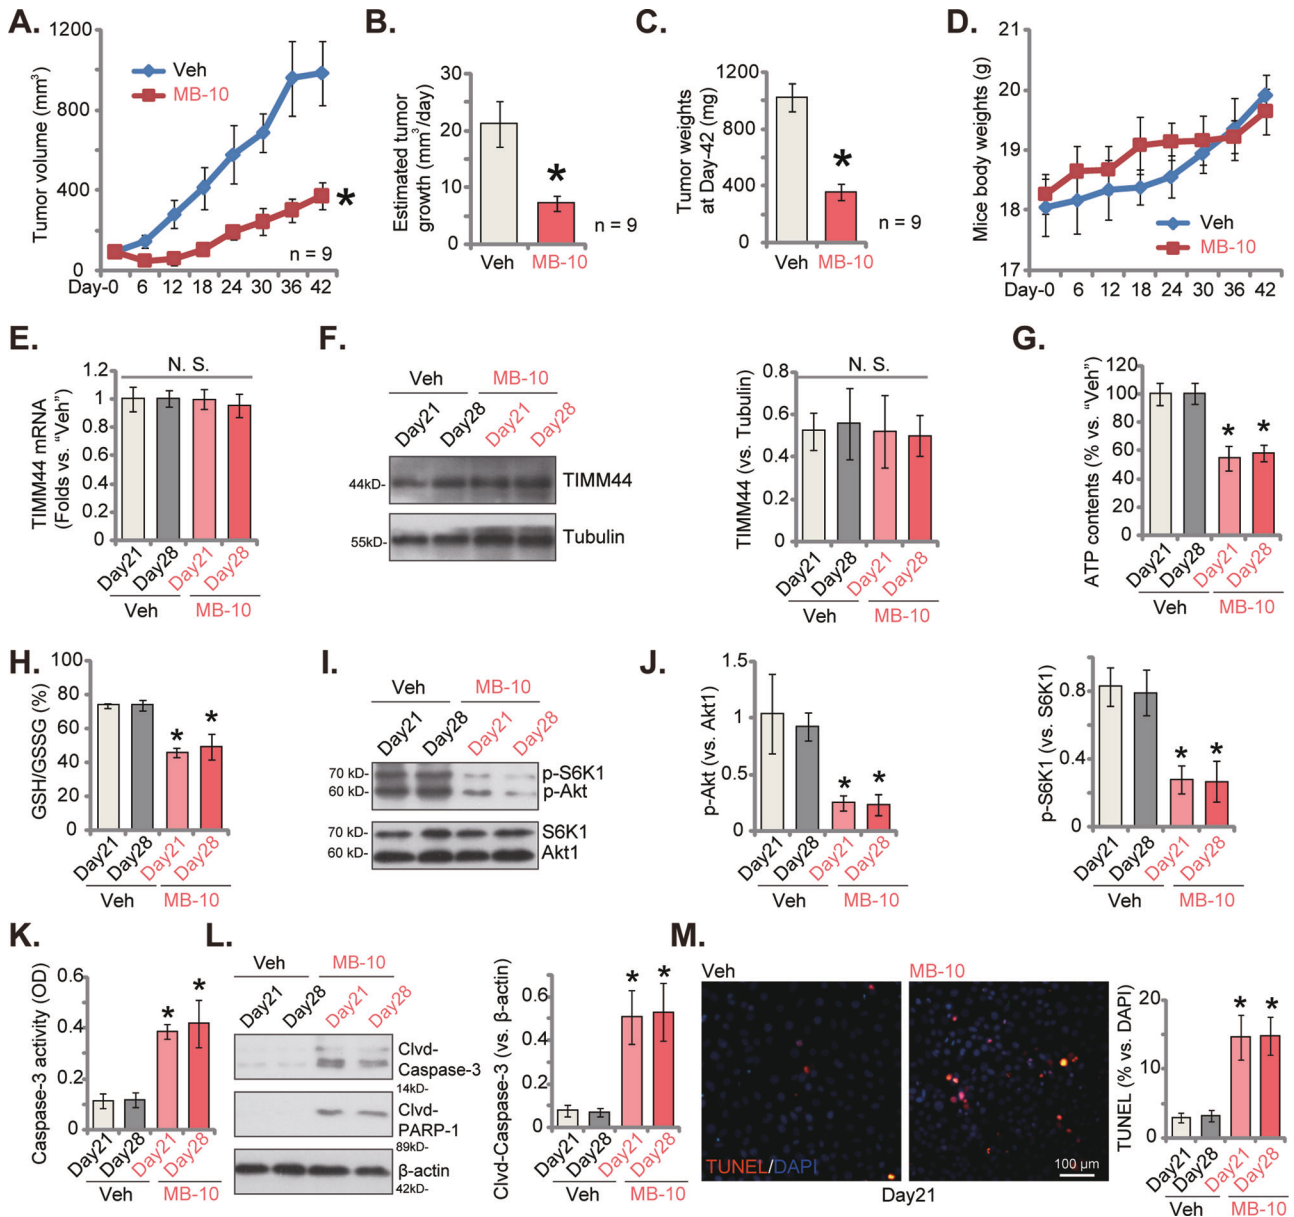 A.
Tumor volume (mm³)
1200
800
400
0
Veh
MB-10
*
n = 9
Day-0 6 12 18 24 30 36 42
B.
Estimated tumor
growth (mm³/day)
30
20
10
0
*
n = 9
Veh MB-10
C.
Tumor weights
at Day-42 (mg)
1200
800
400
0
*
n = 9
Veh MB-10
D.
Mice body weights (g)
21
20
19
18
17
Veh
MB-10
Day-0 6 12 18 24 30 36 42
E.
TIMM44 mRNA
(Folds vs. “Veh”)
1.2
1
0.8
0.6
0.4
0.2
0
N. S.
Day21 Day28 Day21 Day28
Veh MB-10
F.
Veh MB-10
Day21 Day28 Day21 Day28
44kD- TIMM44
55kD- Tubulin
TIMM44 (vs. Tubulin)
0.8
0.6
0.4
0.2
0
N. S.
Day21 Day28 Day21 Day28
Veh MB-10
G.
ATP contents (% vs. “Veh”)
120
100
80
60
40
20
0
* *
Day21 Day28 Day21 Day28
Veh MB-10
H.
GSH/GSSG (%)
100
80
60
40
20
0
* *
Day21 Day28 Day21 Day28
Veh MB-10
I.
Veh MB-10
Day21 Day28 Day21 Day28
70 kD- p-S6K1
60 kD- p-Akt
70 kD- S6K1
60 kD- Akt1
J.
p-Akt (vs. Akt1)
1.5
1
0.5
0
* *
Day21 Day28 Day21 Day28
Veh MB-10
p-S6K1 (vs. S6K1)
0.8
0.4
0
* *
Day21 Day28 Day21 Day28
Veh MB-10
K.
Caspase-3 activity (OD)
0.6
0.4
0.2
0
* *
Day21 Day28 Day21 Day28
Veh MB-10
L.
Veh MB-10
Day21 Day28 Day21 Day28
Clvd-
Caspase-3
14kD-
Clvd-
PARP-1
89kD-
β-actin
42kD-
Clvd-Caspase-3 (vs. β-actin)
0.6
0.4
0.2
0
* *
Day21 Day28 Day21 Day28
Veh MB-10
M.
Veh MB-10
TUNEL/DAPI
100 µm
Day21
TUNEL (% vs. DAPI)
20
10
0
* *
Day21 Day28 Day21 Day28
Veh MB-10